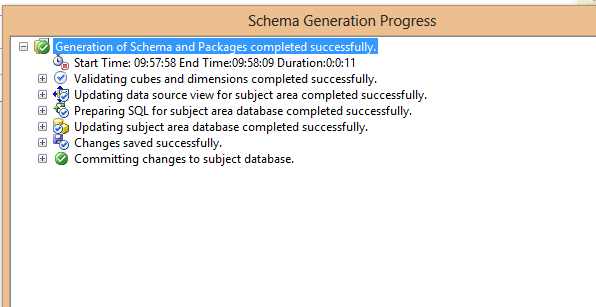 Schema Generation Progress
Generation of Schema and Packages completed successfully.
Start Time: 09:57:58 End Time:09:58:09 Duration:0:0:11
Validating cubes and dimensions completed successfully.
Updating data source view for subject area completed successfully.
Preparing SQL for subject area database completed successfully.
Updating subject area database completed successfully.
Changes saved successfully.
Committing changes to subject database.